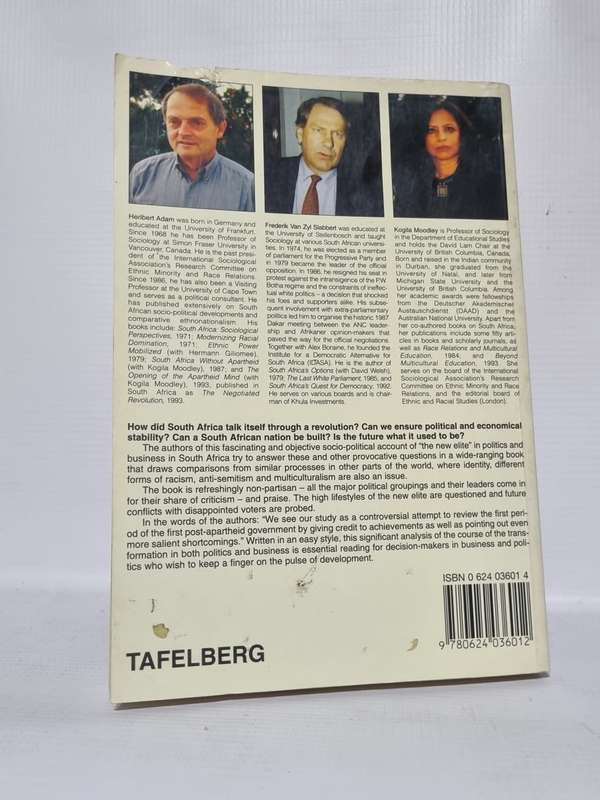 Heribert Adam was born in Germany and
educated at the University of Frankfurt.
Since 1968 he has been Professor of
Sociology at Simon Fraser University in
Vancouver, Canada. He is the past presi-
dent of the International Sociological
Association's Research Committee on
Ethnic Minority and Race Relations.
Since 1986, he has also been a Visiting
Professor at the University of Cape Town
and serves as a political consultant. He
has published extensively on South
African socio-political developments and
comparative ethnonationalism. His
books include: South Africa: Sociological
Perspectives, 1971; Modernizing Racial
Domination, 1971; Ethnic Power
Mobilized (with Hermann Giliomee),
1979; South Africa Without Apartheid
(with Kogila Moodley), 1987; and The
Opening of the Apartheid Mind (with
Kogila Moodley), 1993, published in
South Africa as The Negotiated
Revolution, 1993.
Frederik Van Zyl Slabbert was educated at
the University of Stellenbosch and taught
Sociology at various South African universi-
ties. In 1974, he was elected as a member
of parliament for the Progressive Party and
in 1979 became the leader of the official
opposition. In 1986, he resigned his seat in
protest against the intransigence of the P.W.
Botha regime and the constraints of ineffec-
tual white politics – a decision that shocked
his foes and supporters alike. His subse-
quent involvement with extra-parliamentary
politics led him to organise the historic 1987
Dakar meeting between the ANC leader-
ship and Afrikaner opinion-makers that
paved the way for the official negotiations.
Together with Alex Boraine, he founded the
Institute for a Democratic Alternative for
South Africa (IDASA). He is the author of
South Africa's Options (with David Welsh),
1979; The Last White Parliament, 1985; and
South Africa's Quest for Democracy, 1992.
He serves on various boards and is chair-
man of Khula Investments.
Kogila Moodley is Professor of Sociology
in the Department of Educational Studies
and holds the David Lam Chair at the
University of British Columbia, Canada.
Born and raised in the Indian community
in Durban, she graduated from the
University of Natal, and later from
Michigan State University and the
University of British Columbia. Among
her academic awards were fellowships
from the Deutscher Akademischer
Austauschdienst (DAAD) and the
Australian National University. Apart from
her co-authored books on South Africa,
her publications include some fifty arti-
cles in books and scholarly journals, as
well as Race Relations and Multicultural
Education, 1984; and Beyond
Multicultural Education, 1993. She
serves on the board of the International
Sociological Association's Research
Committee on Ethnic Minority and Race
Relations, and the editorial board of
Ethnic and Racial Studies (London).
How did South Africa talk itself through a revolution? Can we ensure political and economical
stability? Can a South African nation be built? Is the future what it used to be?
The authors of this fascinating and objective socio-political account of "the new elite" in politics and
business in South Africa try to answer these and other provocative questions in a wide-ranging book
that draws comparisons from similar processes in other parts of the world, where identity, different
forms of racism, anti-semitism and multiculturalism are also an issue.
The book is refreshingly non-partisan – all the major political groupings and their leaders come in
for their share of criticism – and praise. The high lifestyles of the new elite are questioned and future
conflicts with disappointed voters are probed.
In the words of the authors: "We see our study as a controversial attempt to review the first peri-
od of the first post-apartheid government by giving credit to achievements as well as pointing out even
more salient shortcomings." Written in an easy style, this significant analysis of the course of the trans-
formation in both politics and business is essential reading for decision-makers in business and poli-
tics who wish to keep a finger on the pulse of development.
ISBN 0 624 03601 4
9 780624 036012
TAFELBERG